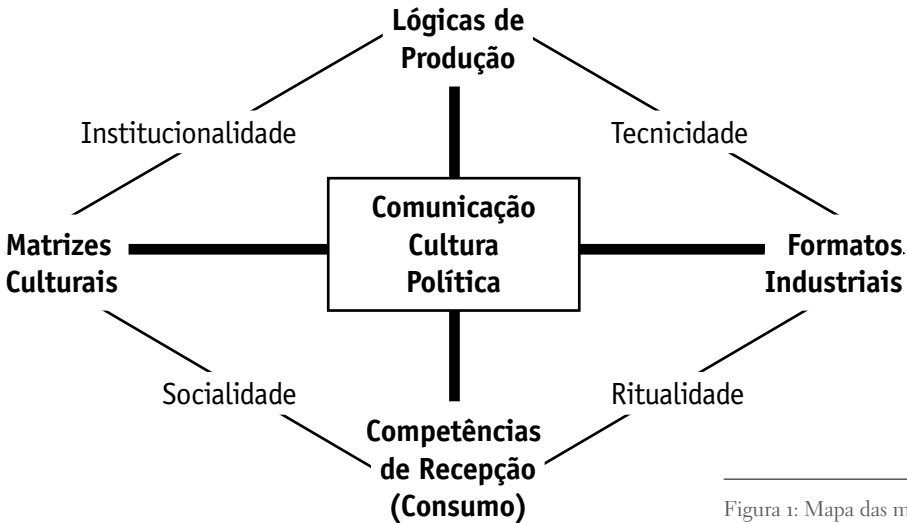 Lógicas de
Produção
Institucionalidade
Tecnicidade
Comunicação
Cultura
Política
Matrizes
Culturais
Formatos
Industriais
Socialidade
Ritualidade
Competências
de Recepção
(Consumo)
Figura 1: Mapa das m